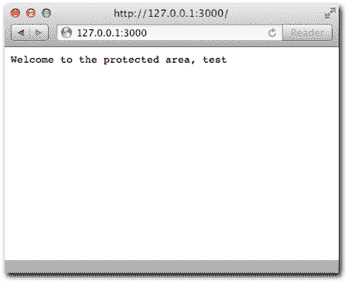 http://127.0.0.1:3000/
127.0.0.1:3000
Reader
Welcome to the protected area, test